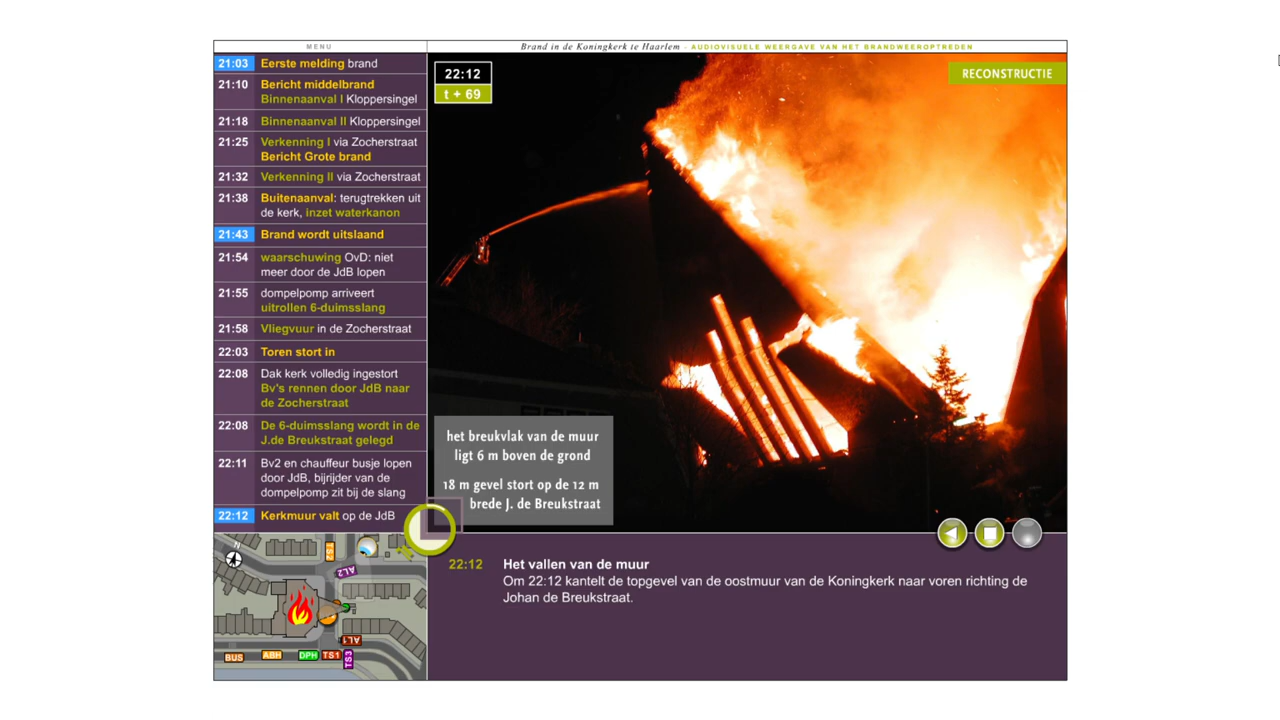 MENU
Brand in de Koningkerk te Haarlem - AUDIOVISUELE WEERGAVE VAN HET BRANDWEEROPTREDEN
21:03 Eerste melding brand
21:10 Bericht middelbrand
Binnenaanval I Kloppersingel
21:18 Binnenaanval II Kloppersingel
21:25 Verkenning I via Zocherstraat
Bericht Grote brand
21:32 Verkenning II via Zocherstraat
21:38 Buitenaanval: terugtrekken uit
de kerk, inzet waterkanon
21:43 Brand wordt uitslaand
21:54 waarschuwing OvD: niet
meer door de JdB lopen
21:55 dompelpomp arriveert
uitrollen 6-duimsslang
21:58 Vliegvuur in de Zocherstraat
22:03 Toren stort in
22:08 Dak kerk volledig ingestort
Bv's rennen door JdB naar
de Zocherstraat
22:08 De 6-duimsslang wordt in de
J.de Breukstraat gelegd
22:11 Bv2 en chauffeur busje lopen
door JdB, bijrijder van de
dompelpomp zit bij de slang
22:12 Kerkmuur valt op de JdB
22:12
t + 69
RECONSTRUCTIE
het breukvlak van de muur
ligt 6 m boven de grond
18 m gevel stort op de 12 m
brede J. de Breukstraat
N
TS2
AL2
AL1
BUS
ABH
DPH
TS1
TS3
22:12 Het vallen van de muur
Om 22:12 kantelt de topgevel van de oostmuur van de Koningkerk naar voren richting de
Johan de Breukstraat.